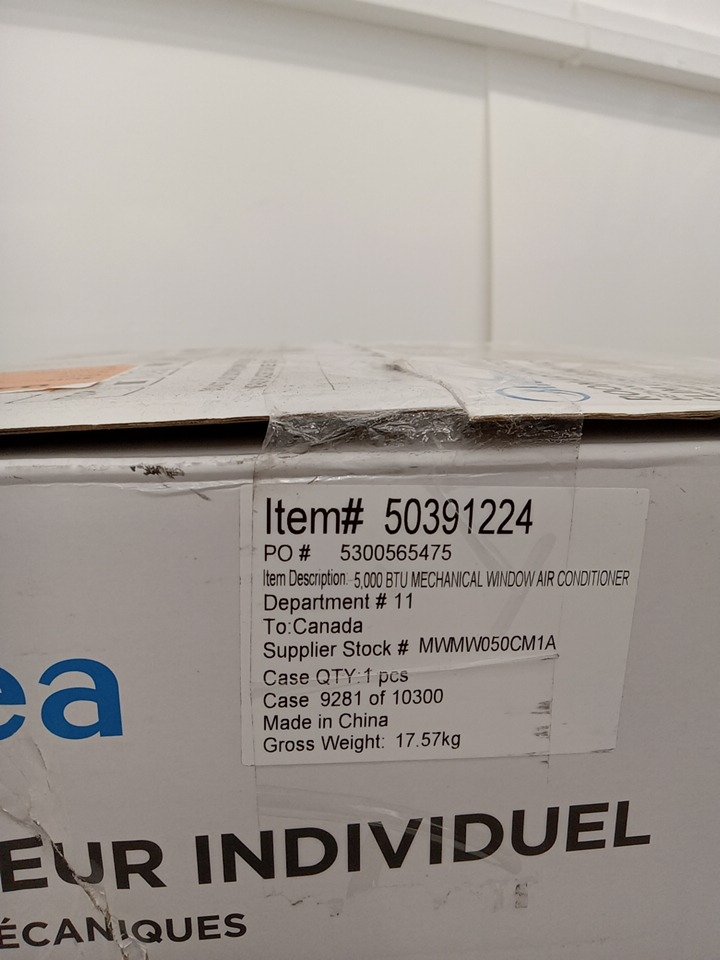 Item# 50391224
PO # 5300565475
Item Description: 5,000 BTU MECHANICAL WINDOW AIR CONDITIONER
Department # 11
To:Canada
Supplier Stock # MWMW050CM1A
Case QTY:1 pcs
Case 9281 of 10300
Made in China
Gross Weight: 17.57kg
ea
EUR INDIVIDUEL
ÉCANIQUES